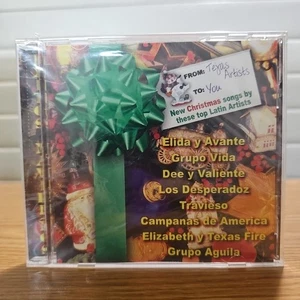 FROM: Texas
Artists
TO: You
New Christmas songs by
these top Latin Artists
Elida y Avante
Grupo Vida
Dee y Valiente
Los Desperadoz
Travieso
Campanas de America
Elizabeth y Texas Fire
Grupo Aguila